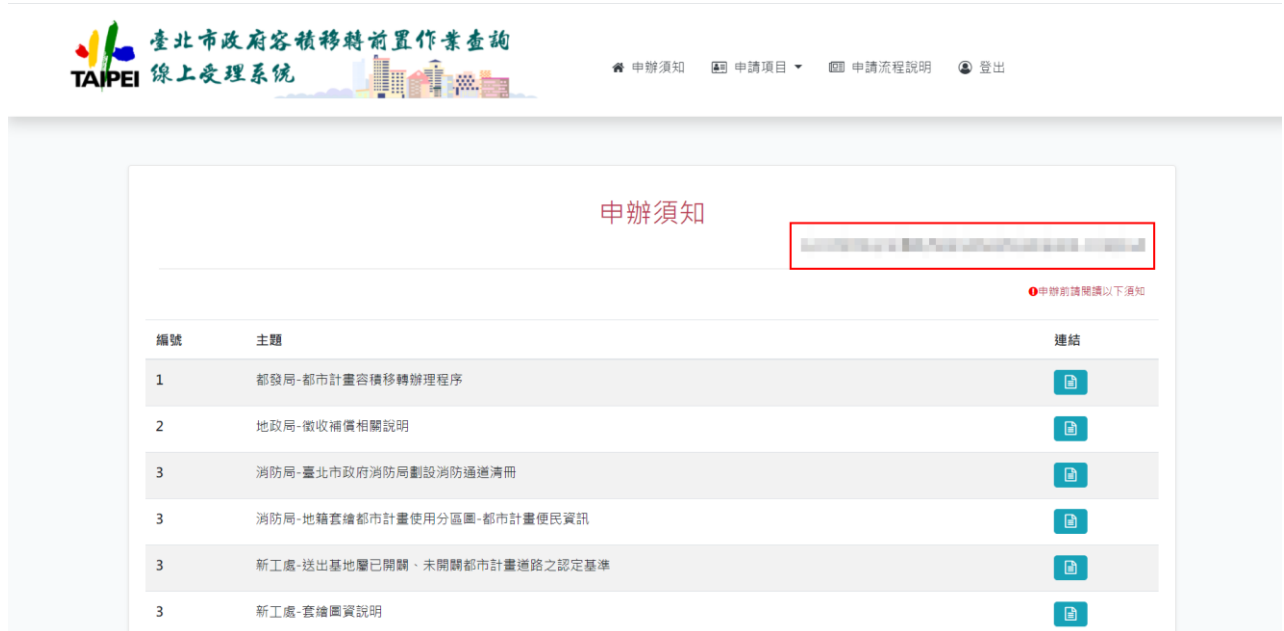 臺北市政府容積移轉前置作業查詢
線上受理系統
TAIPEI
申辦須知
申請項目
申請流程說明
登出
申辦須知
申辦前請閱讀以下須知
編號 主題 連結
1 都發局-都市計畫容積移轉辦理程序
2 地政局-徵收補償相關說明
3 消防局-臺北市政府消防局劃設消防通道清冊
3 消防局-地籍套繪都市計畫使用分區圖-都市計畫便民資訊
3 新工處-送出基地屬已開闢、未開闢都市計畫道路之認定基準
3 新工處-套繪圖資說明